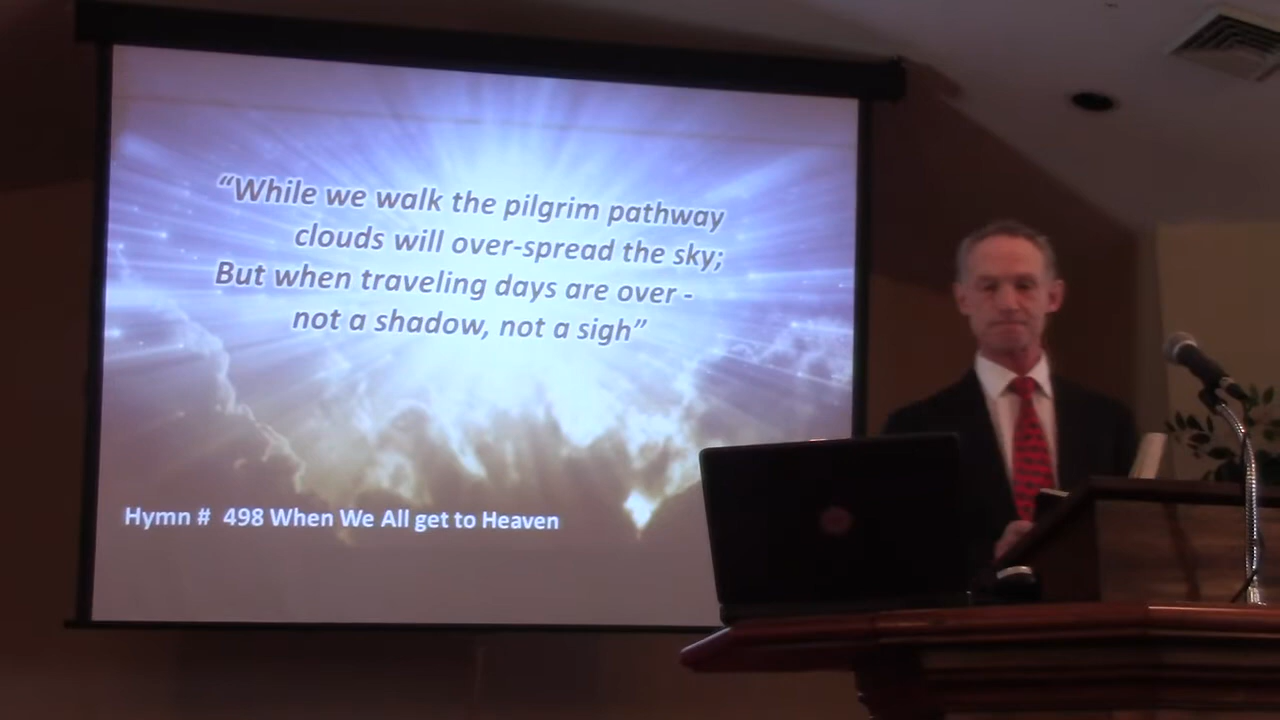 “While we walk the pilgrim pathway
clouds will over-spread the sky;
But when traveling days are over -
not a shadow, not a sigh”
Hymn # 498 When We All get to Heaven